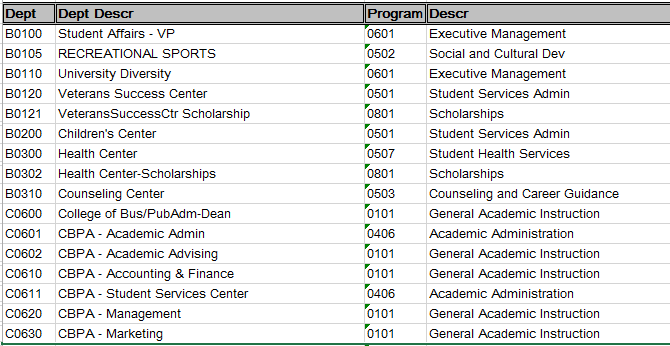 Dept Dept Descr Program Descr
B0100 Student Affairs - VP 0601 Executive Management
B0105 RECREATIONAL SPORTS 0502 Social and Cultural Dev
B0110 University Diversity 0601 Executive Management
B0120 Veterans Success Center 0501 Student Services Admin
B0121 VeteransSuccessCtr Scholarship 0801 Scholarships
B0200 Children's Center 0501 Student Services Admin
B0300 Health Center 0507 Student Health Services
B0302 Health Center-Scholarships 0801 Scholarships
B0310 Counseling Center 0503 Counseling and Career Guidance
C0600 College of Bus/PubAdm-Dean 0101 General Academic Instruction
C0601 CBPA - Academic Admin 0406 Academic Administration
C0602 CBPA - Academic Advising 0101 General Academic Instruction
C0610 CBPA - Accounting & Finance 0101 General Academic Instruction
C0611 CBPA - Student Services Center 0406 Academic Administration
C0620 CBPA - Management 0101 General Academic Instruction
C0630 CBPA - Marketing 0101 General Academic Instruction